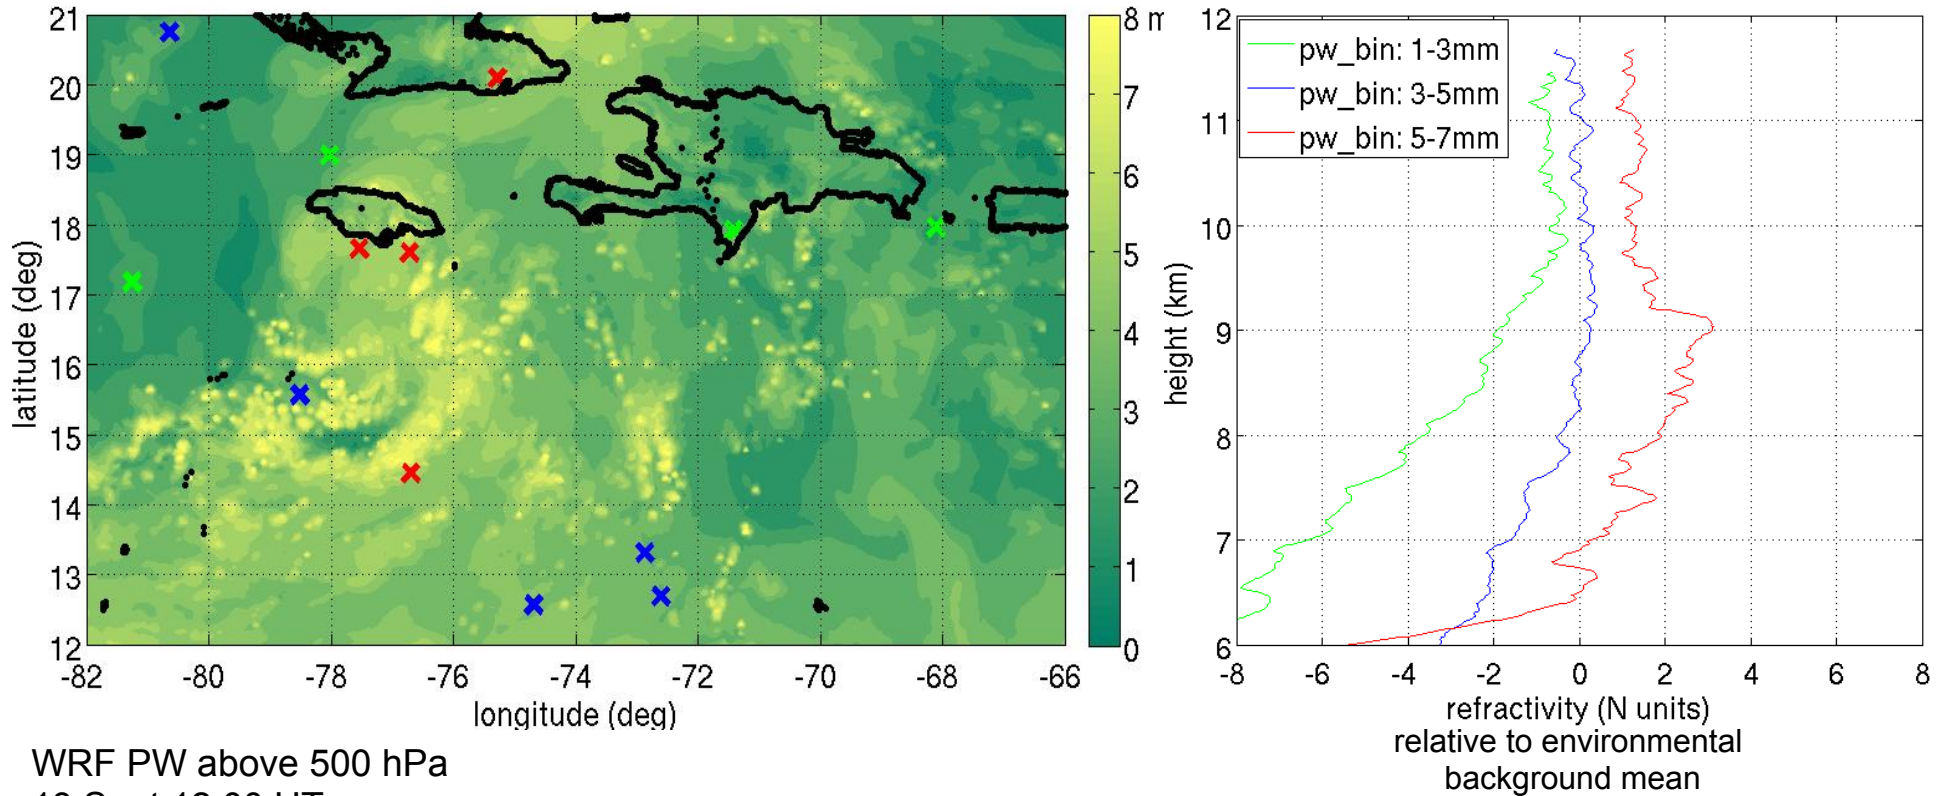 21
20
19
18
17
16
15
14
13
12
latitude (deg)
-82 -80 -78 -76 -74 -72 -70 -68 -66
longitude (deg)
8 m
7
6
5
4
3
2
1
0
WRF PW above 500 hPa
12
11
10
9
8
7
6
height (km)
pw_bin: 1-3mm
pw_bin: 3-5mm
pw_bin: 5-7mm
-8 -6 -4 -2 0 2 4 6 8
refractivity (N units)
relative to environmental
background mean